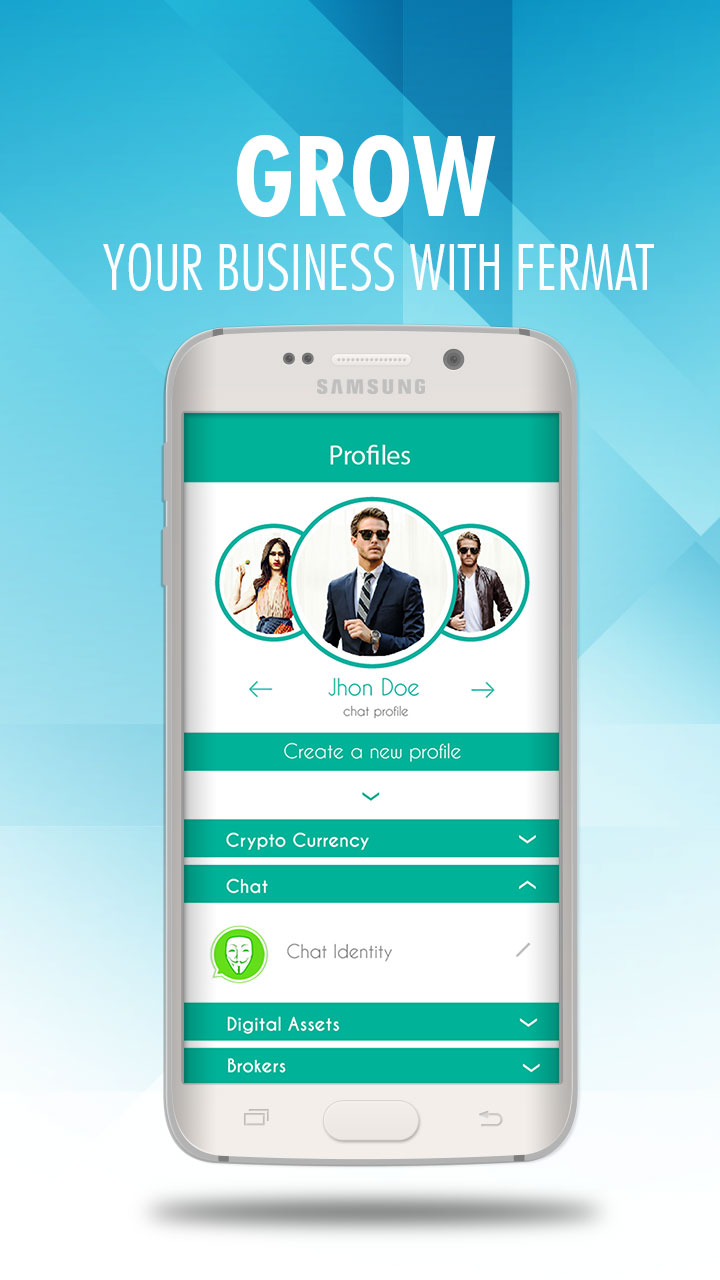 GROW
YOUR BUSINESS WITH FERMAT
SAMSUNG
Profiles
Jhon Doe
chat profile
Create a new profile
Crypto Currency
Chat
Chat Identity
Digital Assets
Brokers